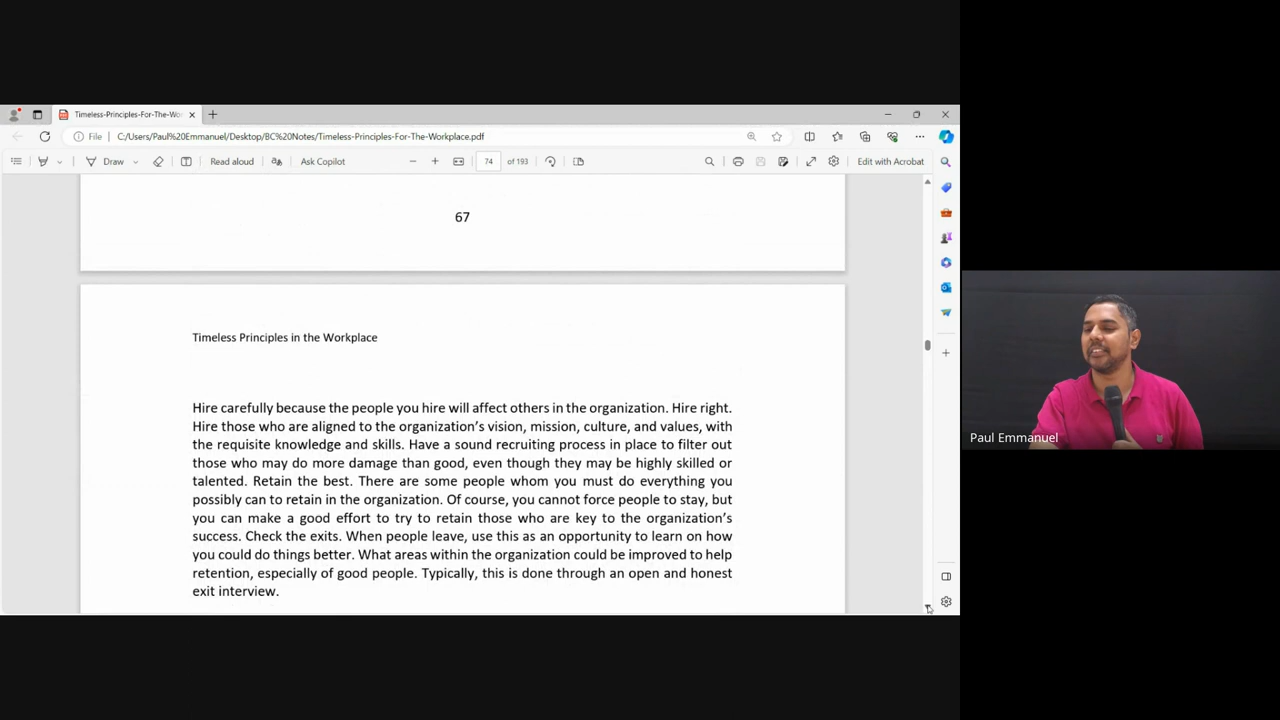 Timeless-Principles-For-The-Wo
File
C:/Users/Paul%20Emmanuel/Desktop/BC%20Notes/Timeless-Principles-For-The-Workplace.pdf
Draw
Read aloud
Ask Copilot
74 of 193
Edit with Acrobat
67
Timeless Principles in the Workplace
Hire carefully because the people you hire will affect others in the organization. Hire right.
Hire those who are aligned to the organization's vision, mission, culture, and values, with
the requisite knowledge and skills. Have a sound recruiting process in place to filter out
those who may do more damage than good, even though they may be highly skilled or
talented. Retain the best. There are some people whom you must do everything you
possibly can to retain in the organization. Of course, you cannot force people to stay, but
you can make a good effort to try to retain those who are key to the organization's
success. Check the exits. When people leave, use this as an opportunity to learn on how
you could do things better. What areas within the organization could be improved to help
retention, especially of good people. Typically, this is done through an open and honest
exit interview.
Paul Emmanuel